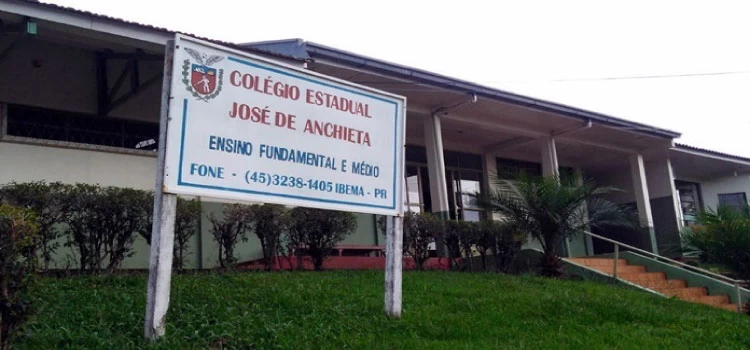 COLÉGIO ESTADUAL
JOSÉ DE ANCHIETA
ENSINO FUNDAMENTAL E MÉDIO
FONE - (45)3238-1405 IBEMA - PR